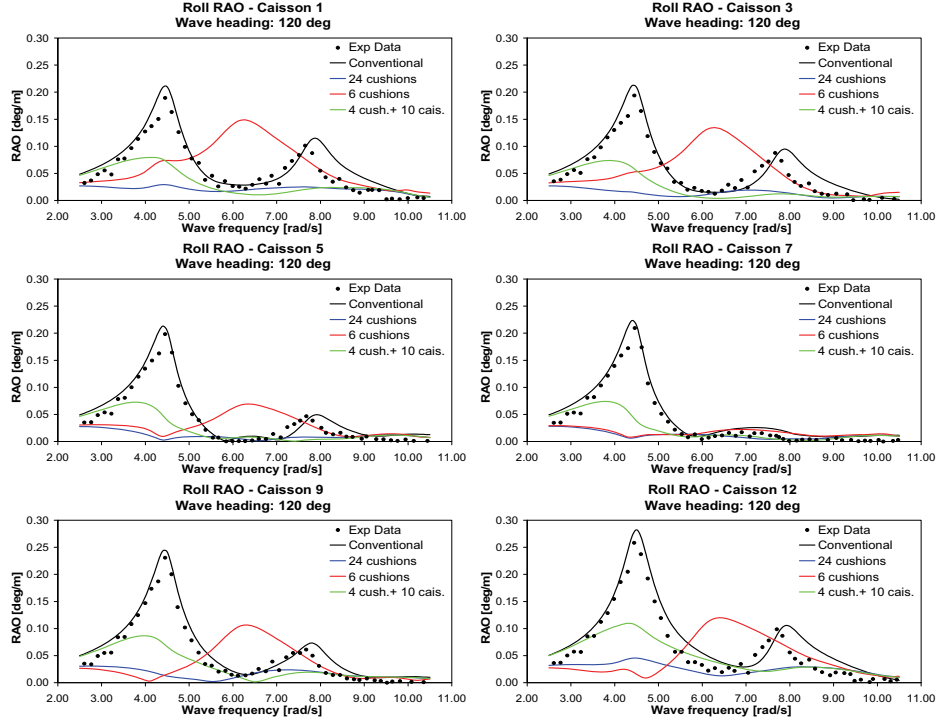 Roll RAO - Caisson 1
Wave heading: 120 deg
RAO [deg/m]
0.30
0.25
0.20
0.15
0.10
0.05
0.00
Exp Data
Conventional
24 cushions
6 cushions
4 cush.+ 10 cais.
2.00 3.00 4.00 5.00 6.00 7.00 8.00 9.00 10.00 11.00
Wave frequency [rad/s]
Roll RAO - Caisson 3
Wave heading: 120 deg
RAO [deg/m]
0.30
0.25
0.20
0.15
0.10
0.05
0.00
Exp Data
Conventional
24 cushions
6 cushions
4 cush.+ 10 cais.
2.00 3.00 4.00 5.00 6.00 7.00 8.00 9.00 10.00 11.00
Wave frequency [rad/s]
Roll RAO - Caisson 5
Wave heading: 120 deg
RAO [deg/m]
0.30
0.25
0.20
0.15
0.10
0.05
0.00
Exp Data
Conventional
24 cushions
6 cushions
4 cush.+ 10 cais.
2.00 3.00 4.00 5.00 6.00 7.00 8.00 9.00 10.00 11.00
Wave frequency [rad/s]
Roll RAO - Caisson 7
Wave heading: 120 deg
RAO [deg/m]
0.30
0.25
0.20
0.15
0.10
0.05
0.00
Exp Data
Conventional
24 cushions
6 cushions
4 cush.+ 10 cais.
2.00 3.00 4.00 5.00 6.00 7.00 8.00 9.00 10.00 11.00
Wave frequency [rad/s]
Roll RAO - Caisson 9
Wave heading: 120 deg
RAO [deg/m]
0.30
0.25
0.20
0.15
0.10
0.05
0.00
Exp Data
Conventional
24 cushions
6 cushions
4 cush.+ 10 cais.
2.00 3.00 4.00 5.00 6.00 7.00 8.00 9.00 10.00 11.00
Wave frequency [rad/s]
Roll RAO - Caisson 12
Wave heading: 120 deg
RAO [deg/m]
0.30
0.25
0.20
0.15
0.10
0.05
0.00
Exp Data
Conventional
24 cushions
6 cushions
4 cush.+ 10 cais.
2.00 3.00 4.00 5.00 6.00 7.00 8.00 9.00 10.00 11.00
Wave frequency [rad/s]